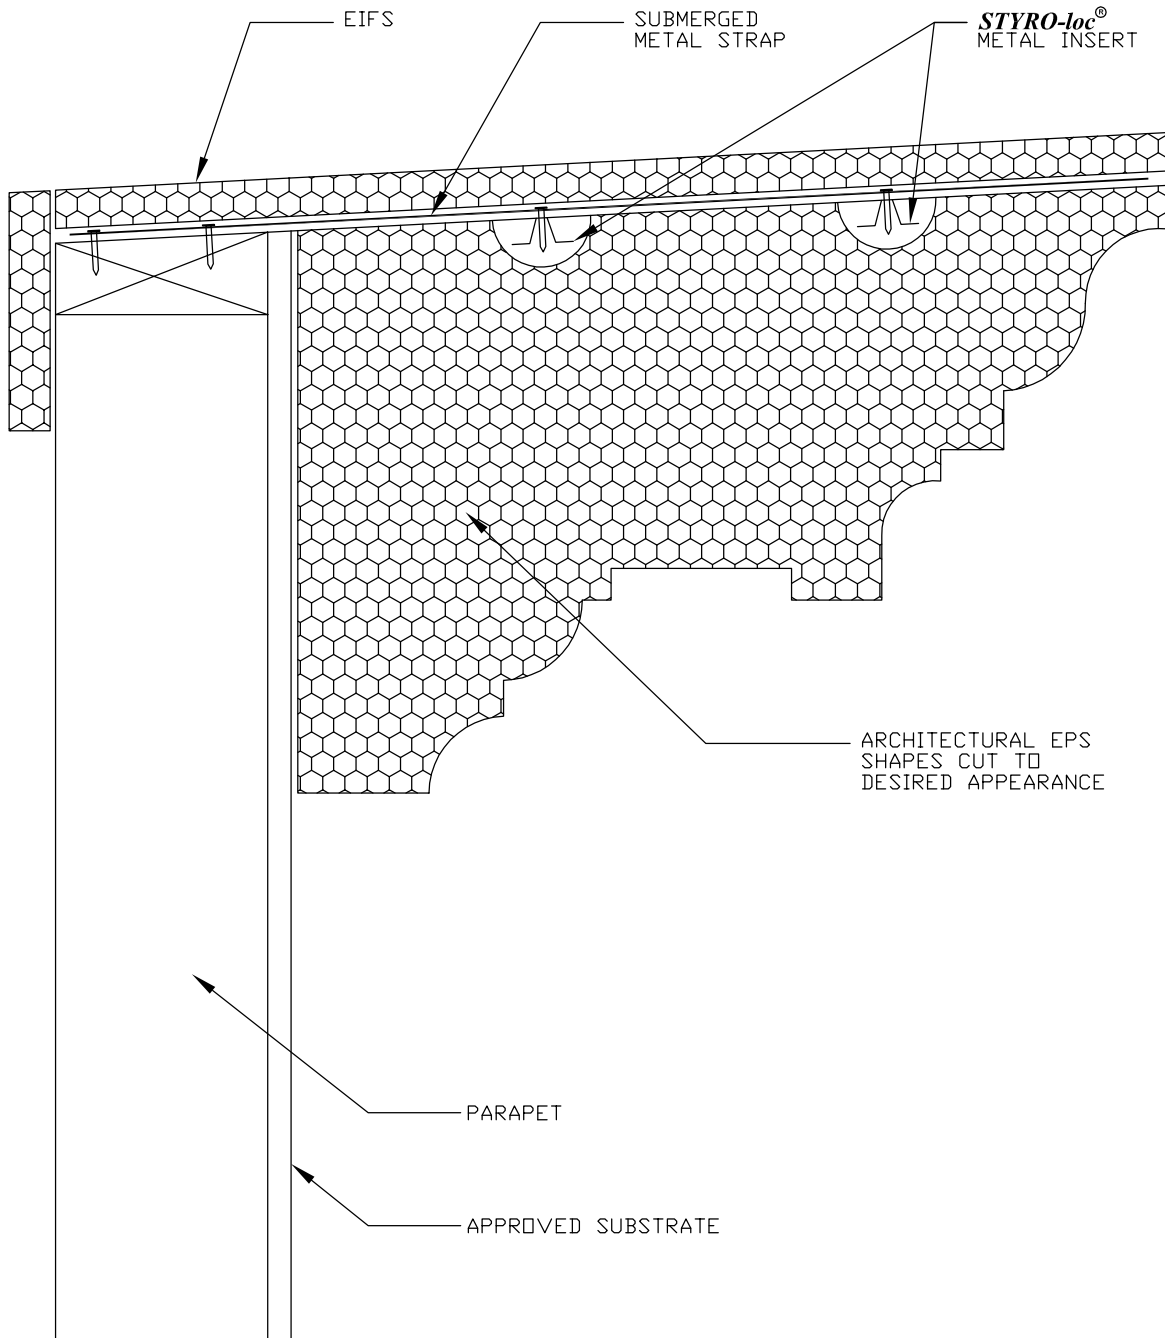 EIFS
SUBMERGED
METAL STRAP
STYRO-loc®
METAL INSERT
ARCHITECTURAL EPS
SHAPES CUT TO
DESIRED APPEARANCE
PARAPET
APPROVED SUBSTRATE